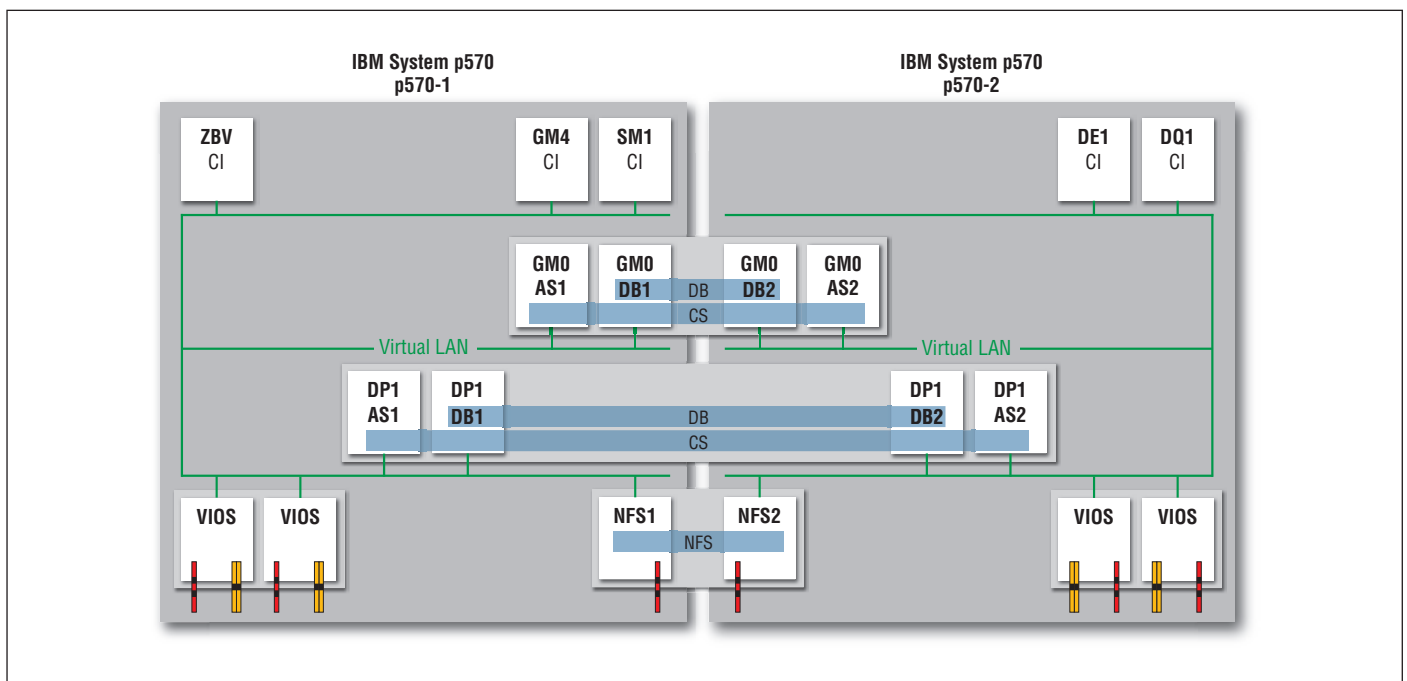 IBM System p570
p570-1
IBM System p570
p570-2
ZBV
CI
GM4
CI
SM1
CI
DE1
CI
DQ1
CI
GM0
AS1
GM0
DB1
DB
GM0
DB2
GM0
AS2
CS
Virtual LAN
Virtual LAN
DP1
AS1
DP1
DB1
DB
DP1
DB2
DP1
AS2
CS
VIOS
VIOS
NFS1
NFS2
NFS
VIOS
VIOS